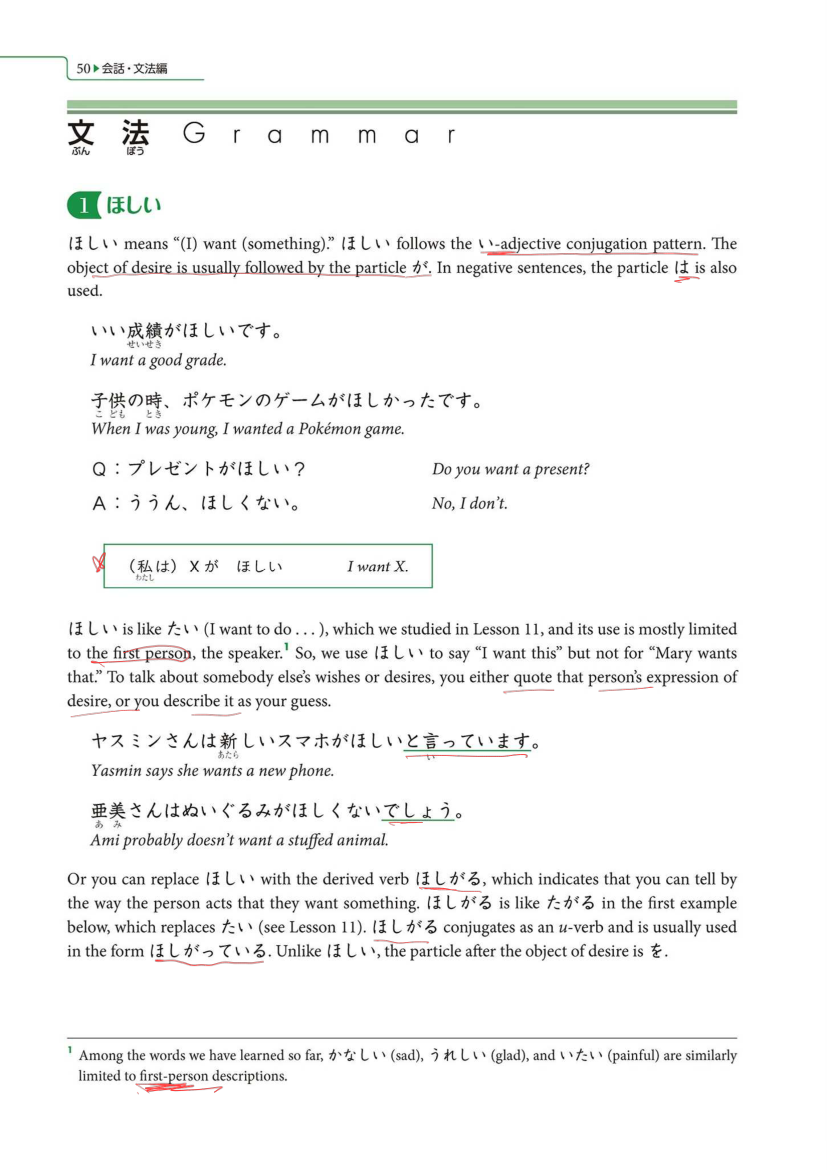 50▶会話・文法編
文法 Grammar
ぶん ぽう
1 ほしい
ほしい means “(I) want (something).” ほしい follows the い-adjective conjugation pattern. The
object of desire is usually followed by the particle が. In negative sentences, the particle は is also
used.
いい成績がほしいです。
せいせき
I want a good grade.
子供の時、ポケモンのゲームがほしかったです。
こ ども とき
When I was young, I wanted a Pokémon game.
Q：プレゼントがほしい？ Do you want a present?
A：ううん、ほしくない。 No, I don’t.
（私は）Xが ほしい I want X.
わたし
ほしい is like たい (I want to do . . . ), which we studied in Lesson 11, and its use is mostly limited
to the first person, the speaker.1 So, we use ほしい to say “I want this” but not for “Mary wants
that.” To talk about somebody else’s wishes or desires, you either quote that person’s expression of
desire, or you describe it as your guess.
ヤスミンさんは新しいスマホがほしいと言っています。
あたら い
Yasmin says she wants a new phone.
亜美さんはぬいぐるみがほしくないでしょう。
あ み
Ami probably doesn’t want a stuffed animal.
Or you can replace ほしい with the derived verb ほしがる, which indicates that you can tell by
the way the person acts that they want something. ほしがる is like たがる in the first example
below, which replaces たい (see Lesson 11). ほしがる conjugates as an u-verb and is usually used
in the form ほしがっている. Unlike ほしい, the particle after the object of desire is を.
1 Among the words we have learned so far, かなしい (sad), うれしい (glad), and いたい (painful) are similarly
limited to first-person descriptions.